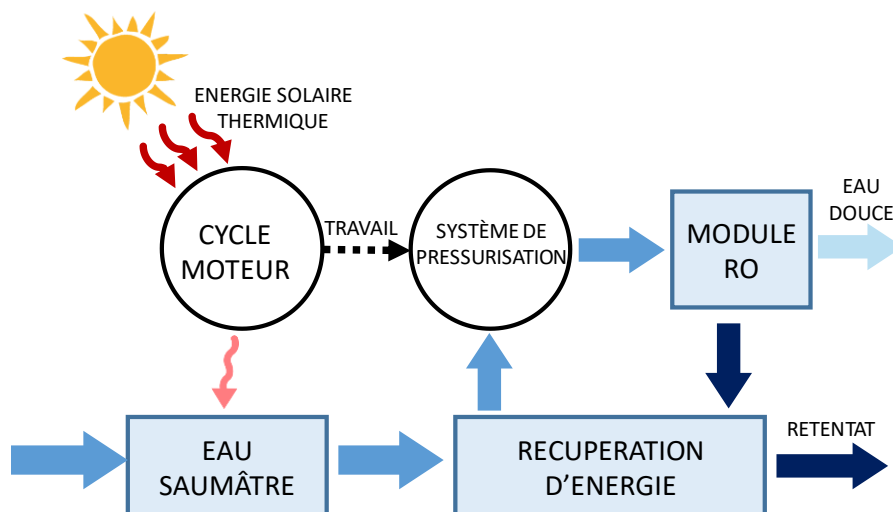 ENERGIE SOLAIRE
THERMIQUE
CYCLE
MOTEUR
TRAVAIL
SYSTÈME DE
PRESSURISATION
MODULE
RO
EAU
DOUCE
EAU
SAUMÂTRE
RECUPERATION
D'ENERGIE
RETENTAT